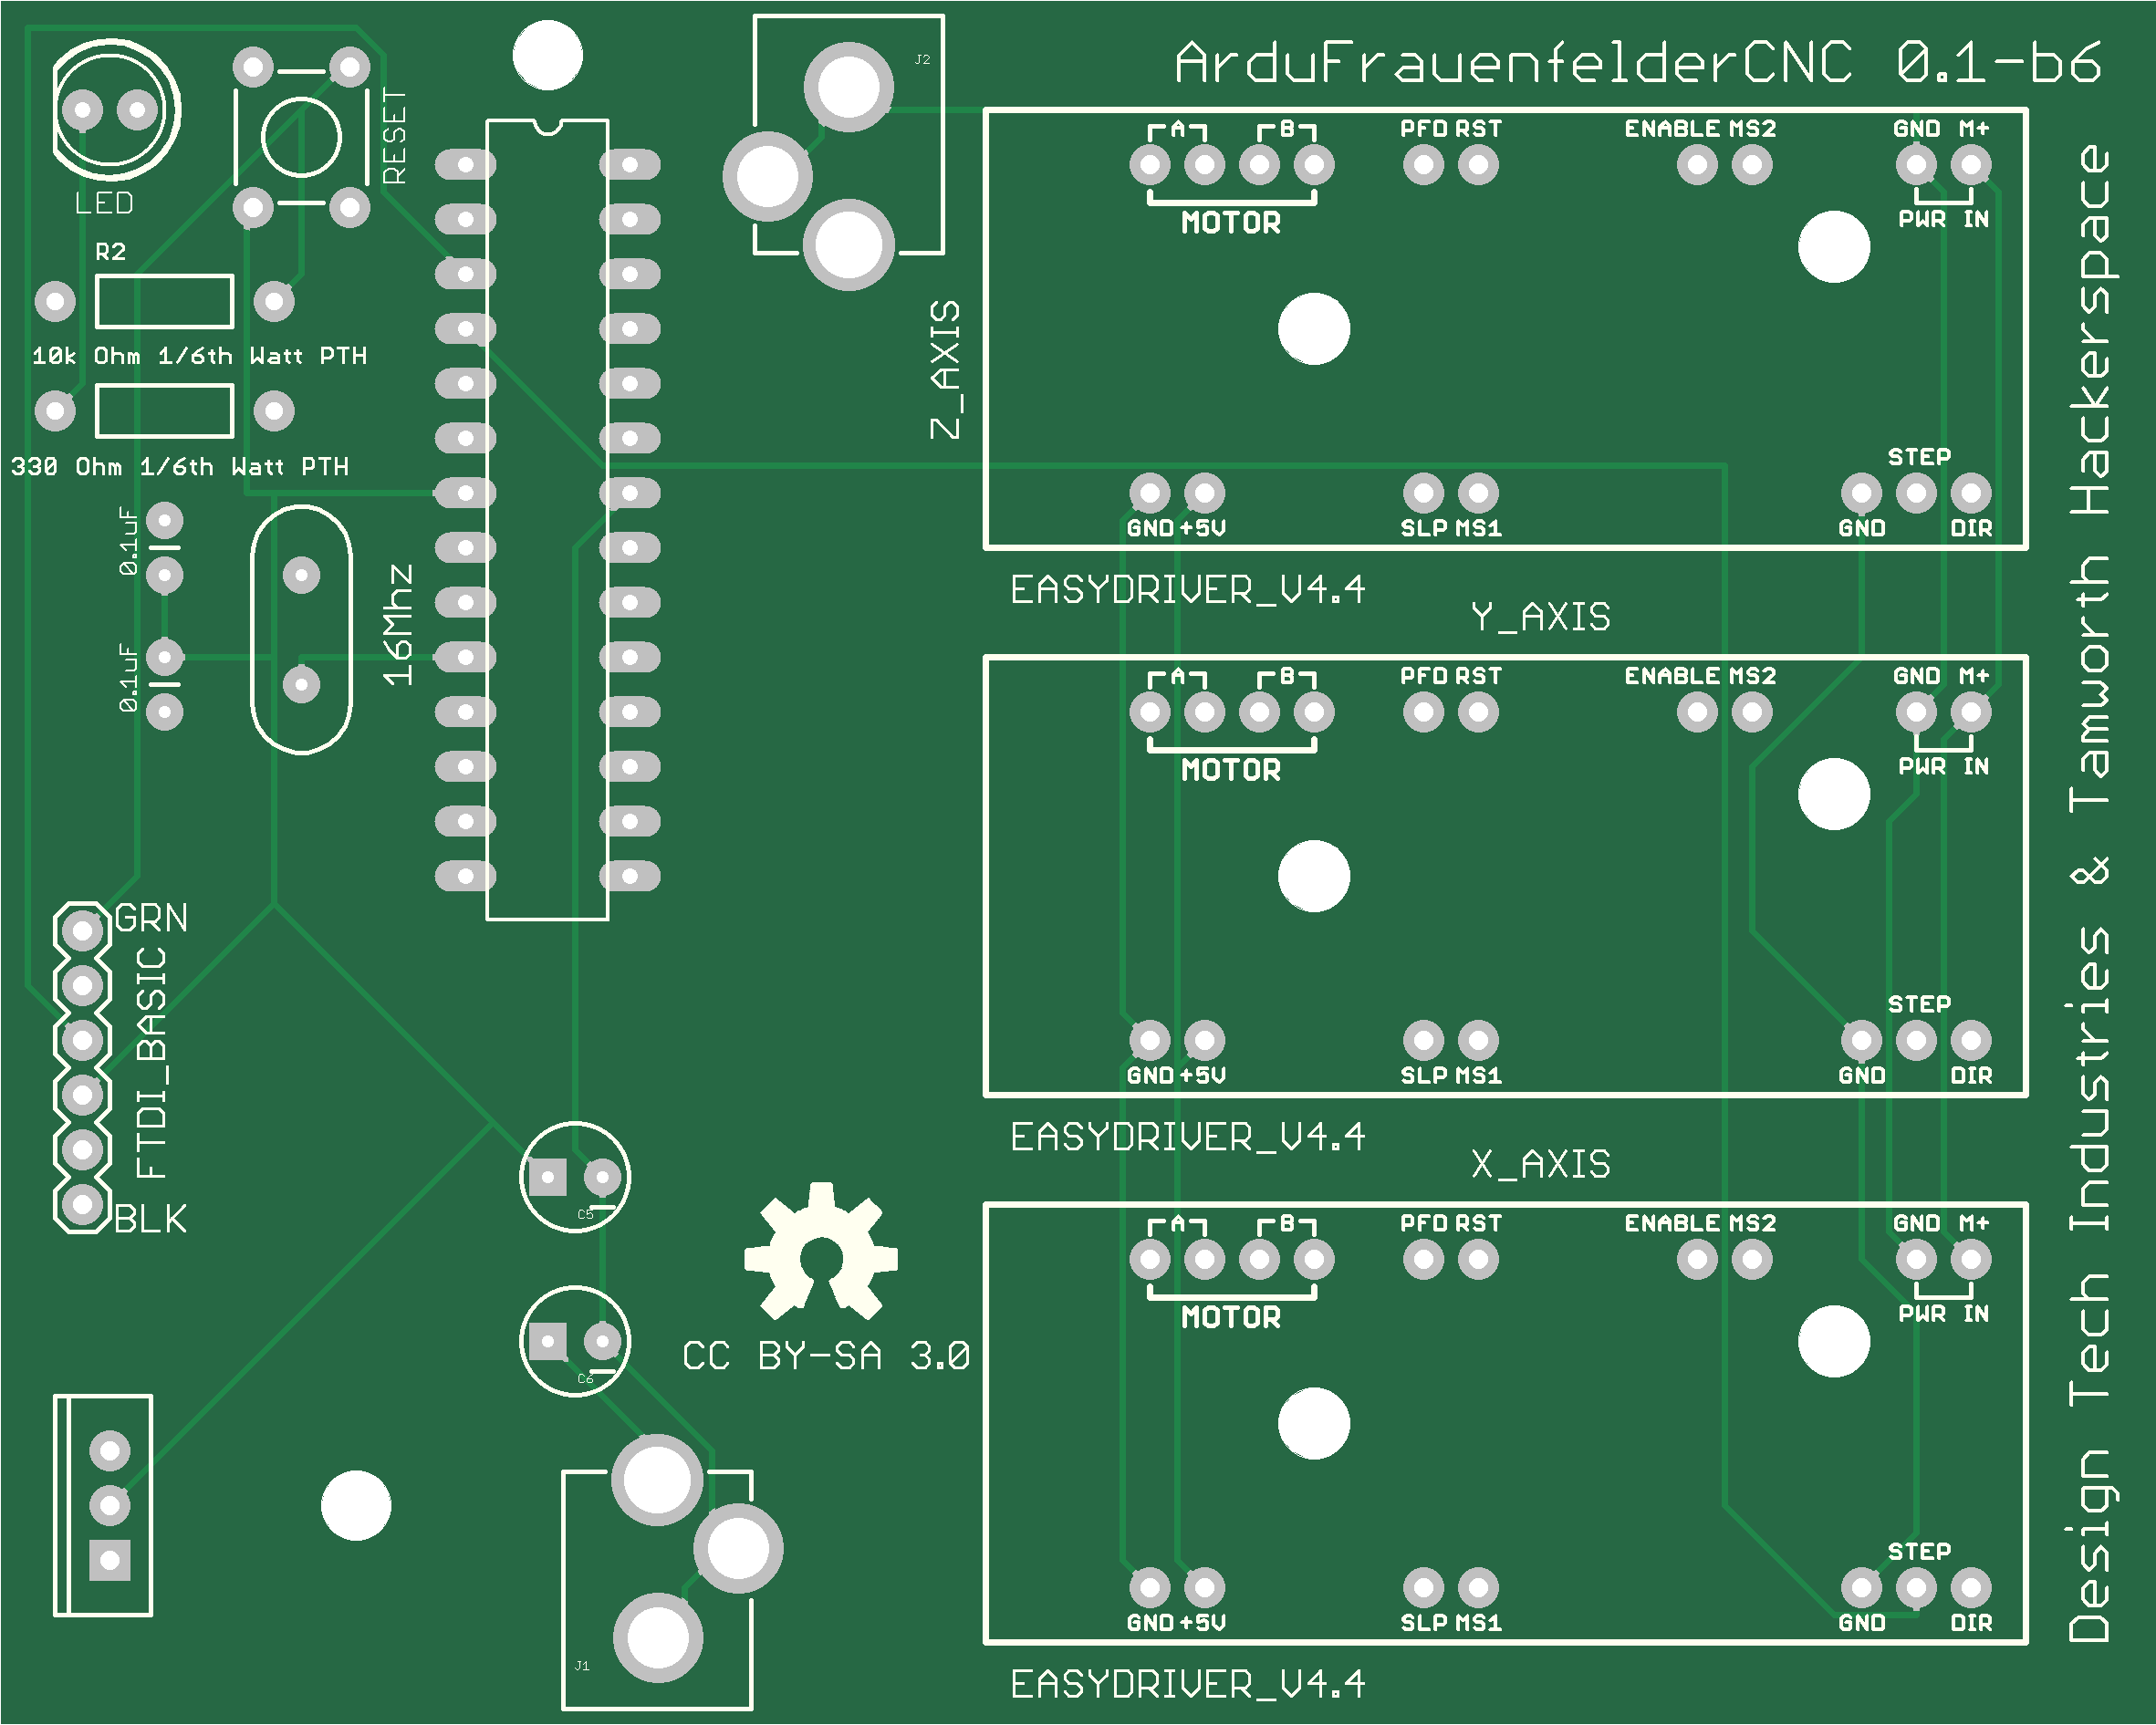 ArduFrauenfelderCNC 0.1-b6
J2
LED
RESET
R2
10k Ohm 1/6th Watt PTH
330 Ohm 1/6th Watt PTH
0.1uF
0.1uF
16Mhz
GRN
FTDI_BASIC
BLK
C5
C6
CC BY-SA 3.0
J1
Z_AXIS
A B PFD RST ENABLE MS2 GND M+
MOTOR PWR IN
STEP
GND +5V SLP MS1 GND DIR
EASYDRIVER_V4.4
Y_AXIS
A B PFD RST ENABLE MS2 GND M+
MOTOR PWR IN
STEP
GND +5V SLP MS1 GND DIR
EASYDRIVER_V4.4
X_AXIS
A B PFD RST ENABLE MS2 GND M+
MOTOR PWR IN
STEP
GND +5V SLP MS1 GND DIR
EASYDRIVER_V4.4
Design Tech Industries & Tamworth Hackerspace